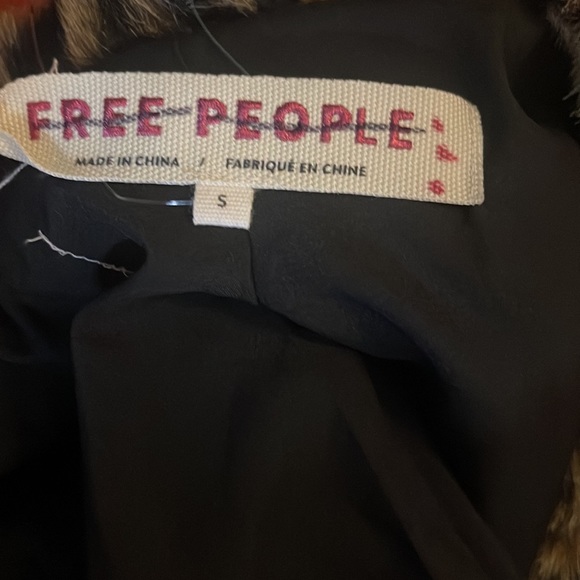 FREE PEOPLE
MADE IN CHINA / FABRIQUÉ EN CHINE
S